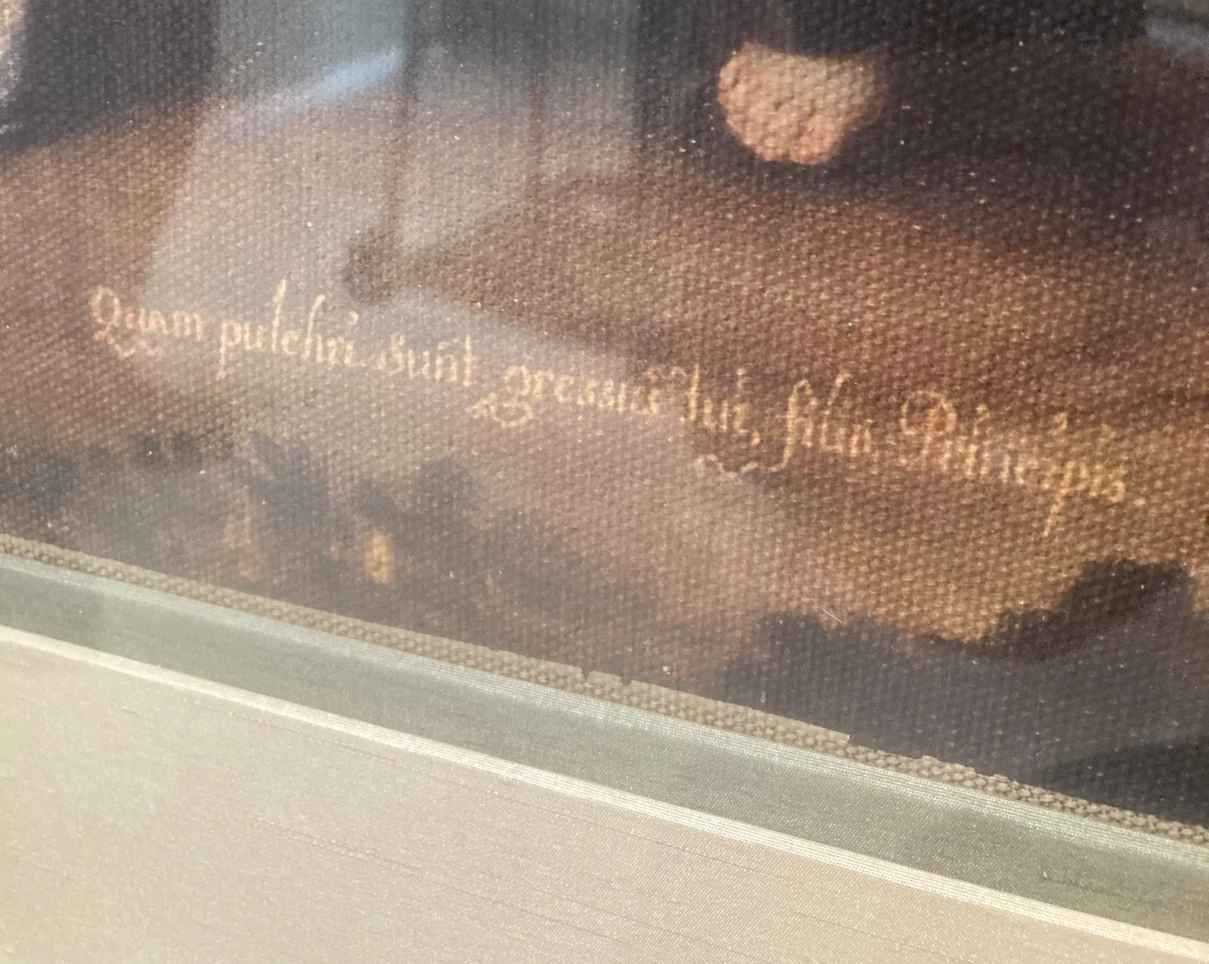 Quam pulchri sunt gressus tui, filia Principis.